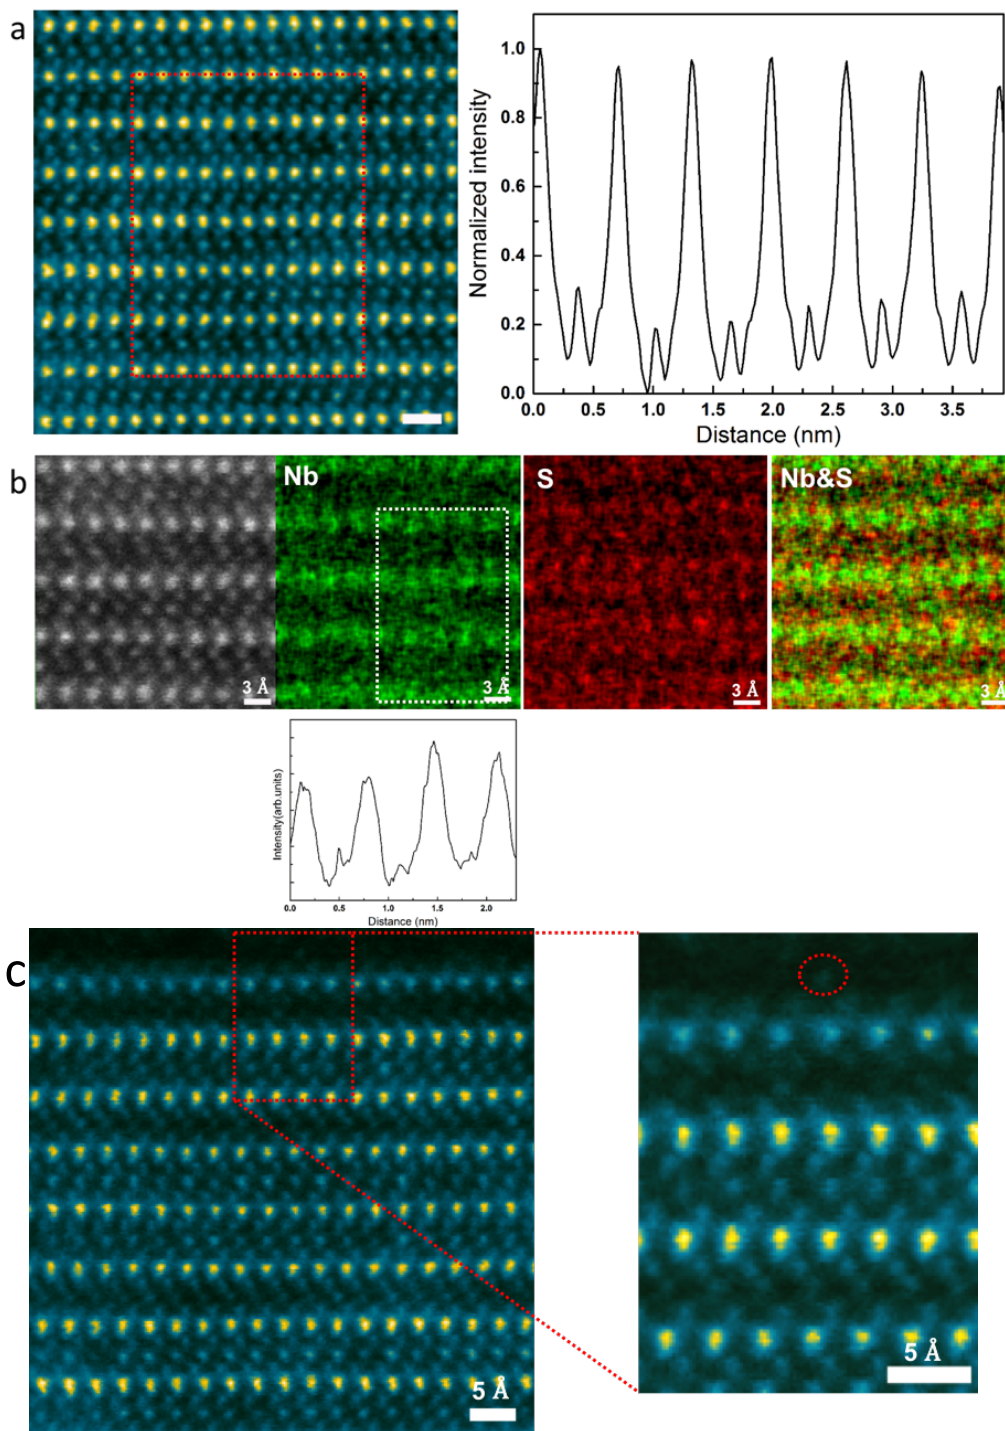 a
Normalized intensity
1.0
0.8
0.6
0.4
0.2
0.0
0.0 0.5 1.0 1.5 2.0 2.5 3.0 3.5
Distance (nm)
b
Nb
S
Nb&S
3 Å
3 Å
3 Å
3 Å
Intensity(arb.units)
0.0 0.5 1.0 1.5 2.0
Distance (nm)
c
5 Å
5 Å